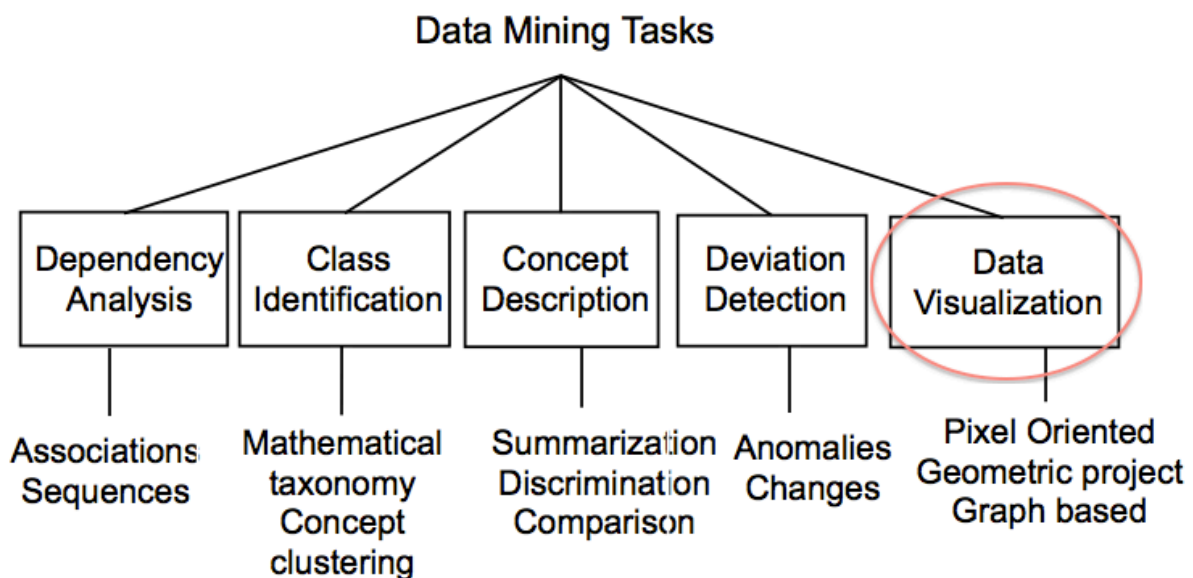 Data Mining Tasks
Dependency
Analysis
Class
Identification
Concept
Description
Deviation
Detection
Data
Visualization
Associations
Sequences
Mathematical
taxonomy
Concept
clustering
Summarization
Discrimination
Comparison
Anomalies
Changes
Pixel Oriented
Geometric project
Graph based